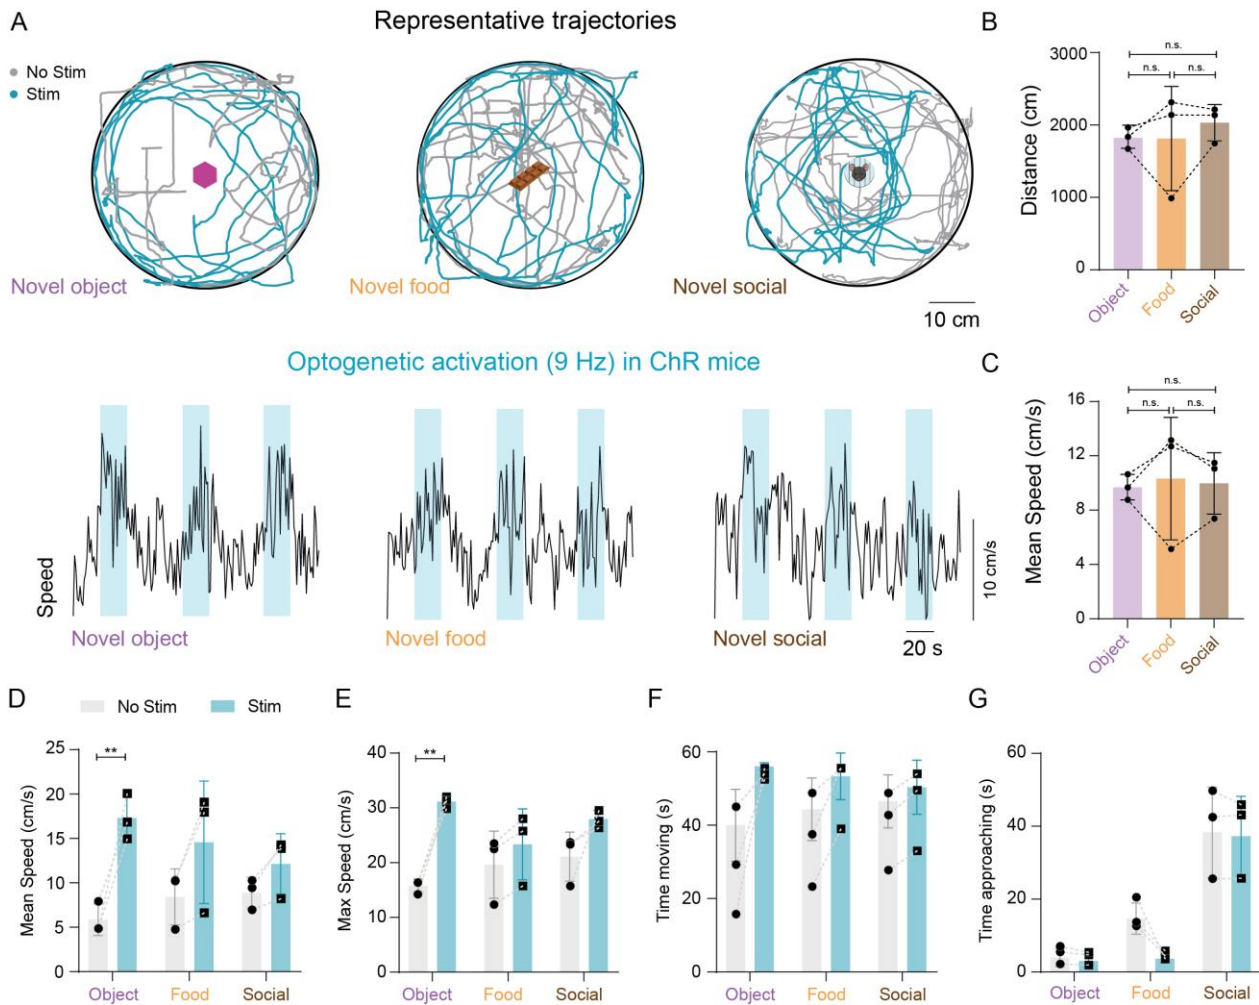 A
Representative trajectories
No Stim
Stim
Novel object
Novel food
Novel social
10 cm
B
n.s.
n.s.
n.s.
Distance (cm)
3000
2000
1000
0
Object
Food
Social
Optogenetic activation (9 Hz) in ChR mice
Speed
Novel object
Novel food
Novel social
20 s
10 cm/s
C
n.s.
n.s.
n.s.
Mean Speed (cm/s)
16
12
8
4
0
Object
Food
Social
D
No Stim
Stim
**
Mean Speed (cm/s)
25
20
15
10
5
0
Object
Food
Social
E
**
Max Speed (cm/s)
40
30
20
10
0
Object
Food
Social
F
Time moving (s)
60
40
20
0
Object
Food
Social
G
Time approaching (s)
60
40
20
0
Object
Food
Social